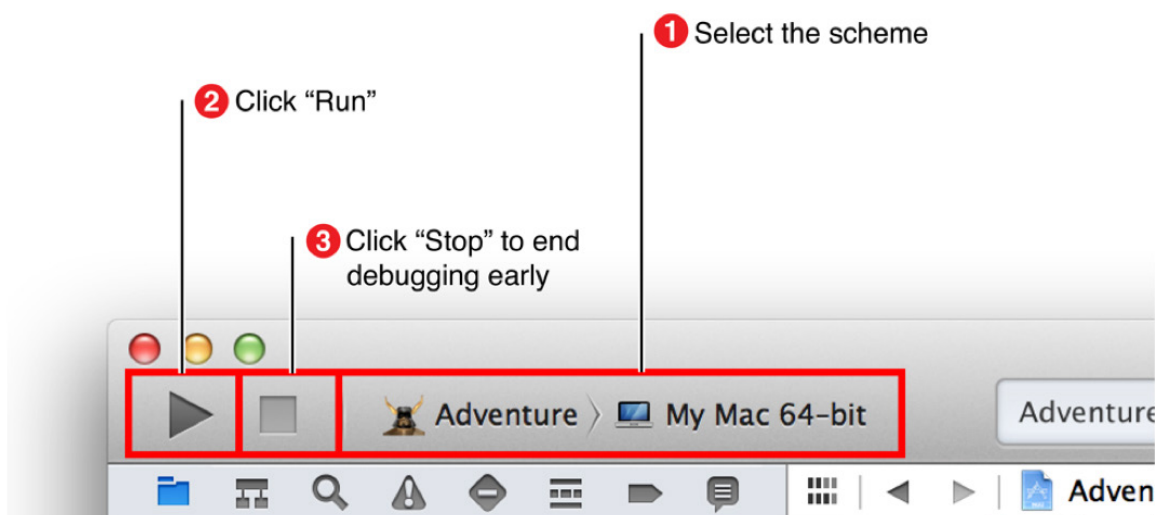 1 Select the scheme
2 Click “Run”
3 Click “Stop” to end
debugging early
Adventure My Mac 64-bit
Adventure
Adven